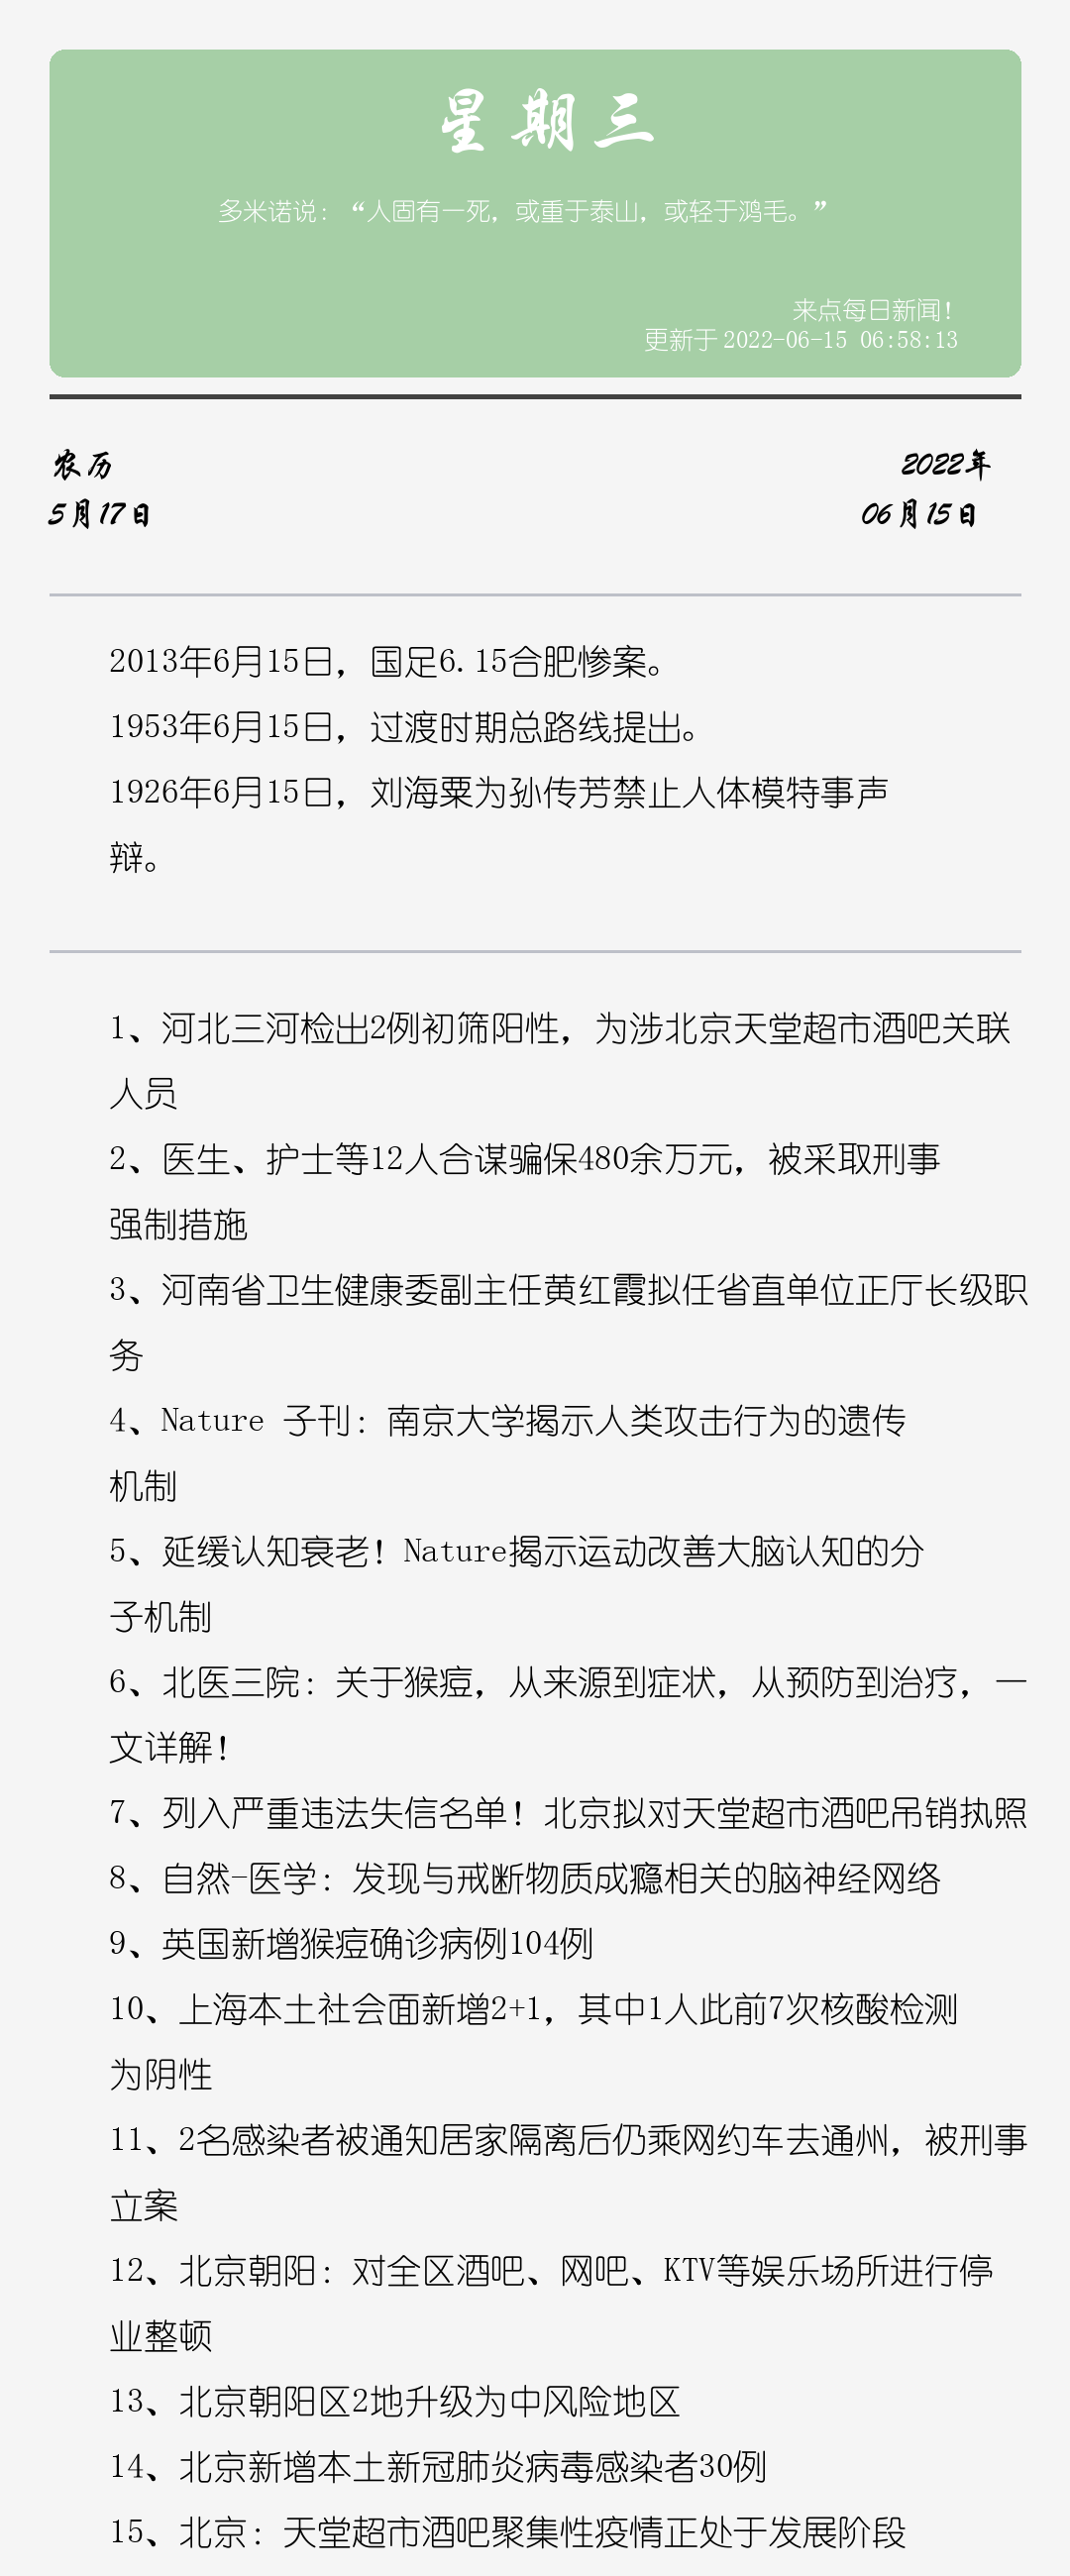 星期三
多米诺说：“人固有一死，或重于泰山，或轻于鸿毛。”
来点每日新闻！
更新于 2022-06-15 06:58:13
农历
2022年
5月17日
06月15日
2013年6月15日，国足6.15合肥惨案。
1953年6月15日，过渡时期总路线提出。
1926年6月15日，刘海粟为孙传芳禁止人体模特事声
辩。
1、河北三河检出2例初筛阳性，为涉北京天堂超市酒吧关联
人员
2、医生、护士等12人合谋骗保480余万元，被采取刑事
强制措施
3、河南省卫生健康委副主任黄红霞拟任省直单位正厅长级职
务
4、Nature 子刊：南京大学揭示人类攻击行为的遗传
机制
5、延缓认知衰老！Nature揭示运动改善大脑认知的分
子机制
6、北医三院：关于猴痘，从来源到症状，从预防到治疗，一
文详解！
7、列入严重违法失信名单！北京拟对天堂超市酒吧吊销执照
8、自然-医学：发现与戒断物质成瘾相关的脑神经网络
9、英国新增猴痘确诊病例104例
10、上海本土社会面新增2+1，其中1人此前7次核酸检测
为阴性
11、2名感染者被通知居家隔离后仍乘网约车去通州，被刑事
立案
12、北京朝阳：对全区酒吧、网吧、KTV等娱乐场所进行停
业整顿
13、北京朝阳区2地升级为中风险地区
14、北京新增本土新冠肺炎病毒感染者30例
15、北京：天堂超市酒吧聚集性疫情正处于发展阶段